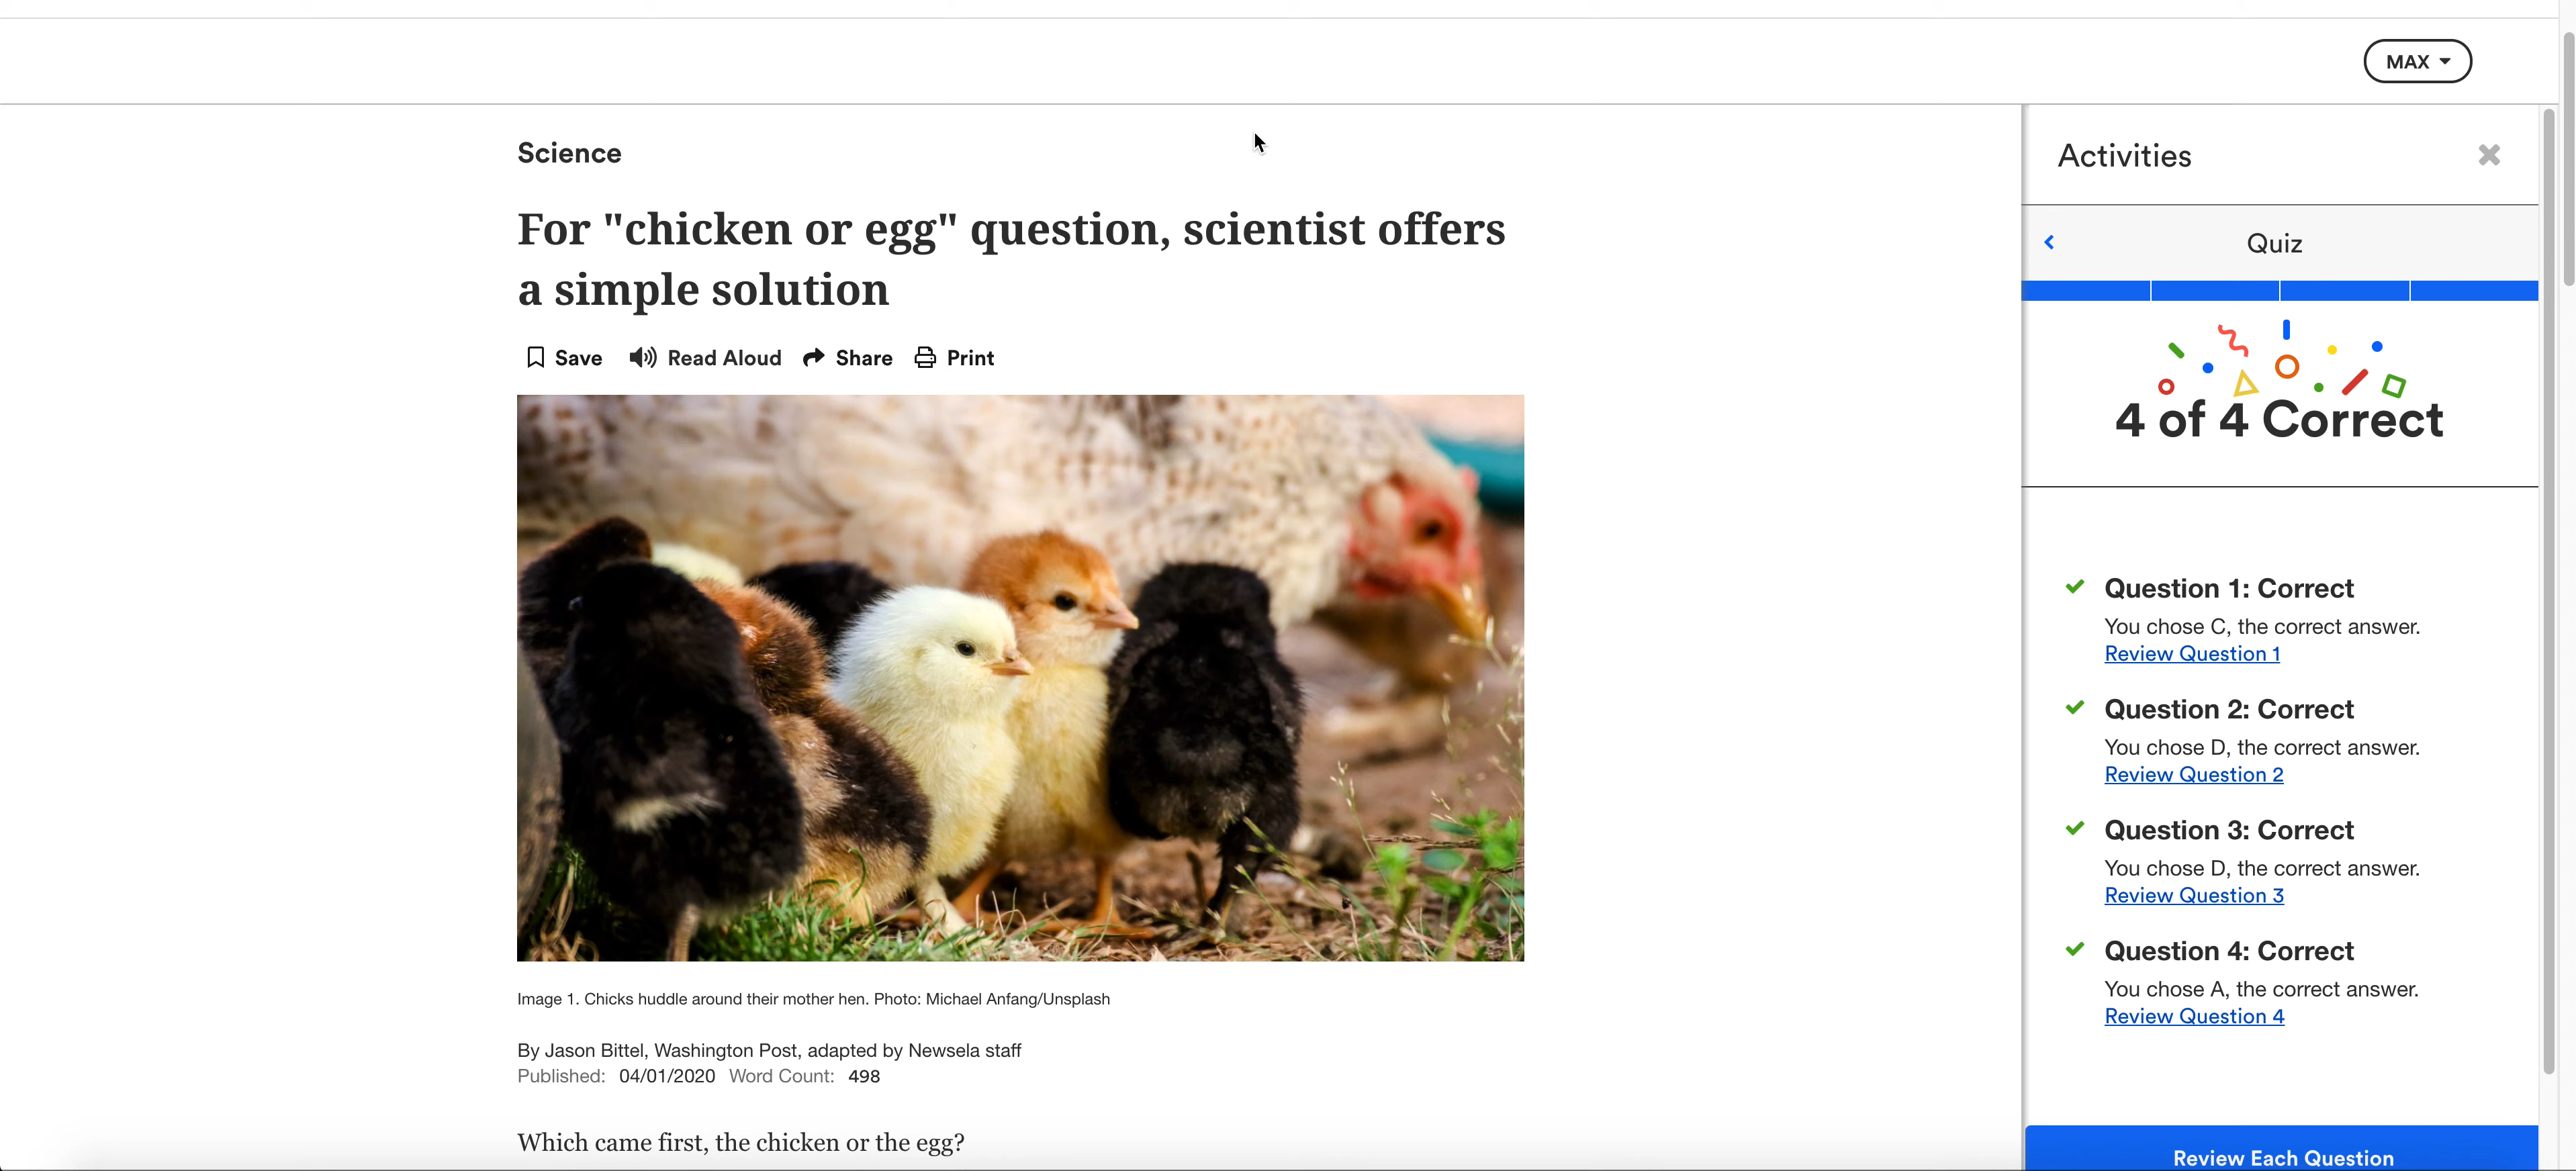 MAX
Science
For "chicken or egg" question, scientist offers
a simple solution
Save Read Aloud Share Print
Image 1. Chicks huddle around their mother hen. Photo: Michael Anfang/Unsplash
By Jason Bittel, Washington Post, adapted by Newsela staff
Published: 04/01/2020 Word Count: 498
Which came first, the chicken or the egg?
Activities
Quiz
4 of 4 Correct
Question 1: Correct
You chose C, the correct answer.
Review Question 1
Question 2: Correct
You chose D, the correct answer.
Review Question 2
Question 3: Correct
You chose D, the correct answer.
Review Question 3
Question 4: Correct
You chose A, the correct answer.
Review Question 4
Review Each Question